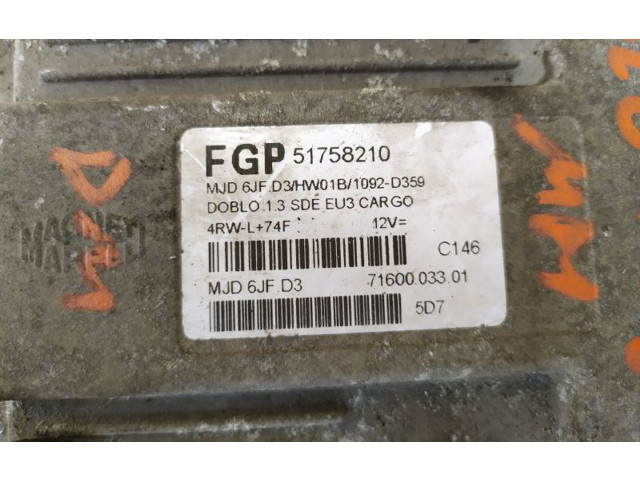 FGP 51758210
MJD 6JF.D3/HW01B/1092-D359
DOBLO 1.3 SDE EU3 CARGO
4RW-L+74F 12V=
C146
MJD 6JF.D3 71600.033.01
5D7
MAGNETI
MARELLI